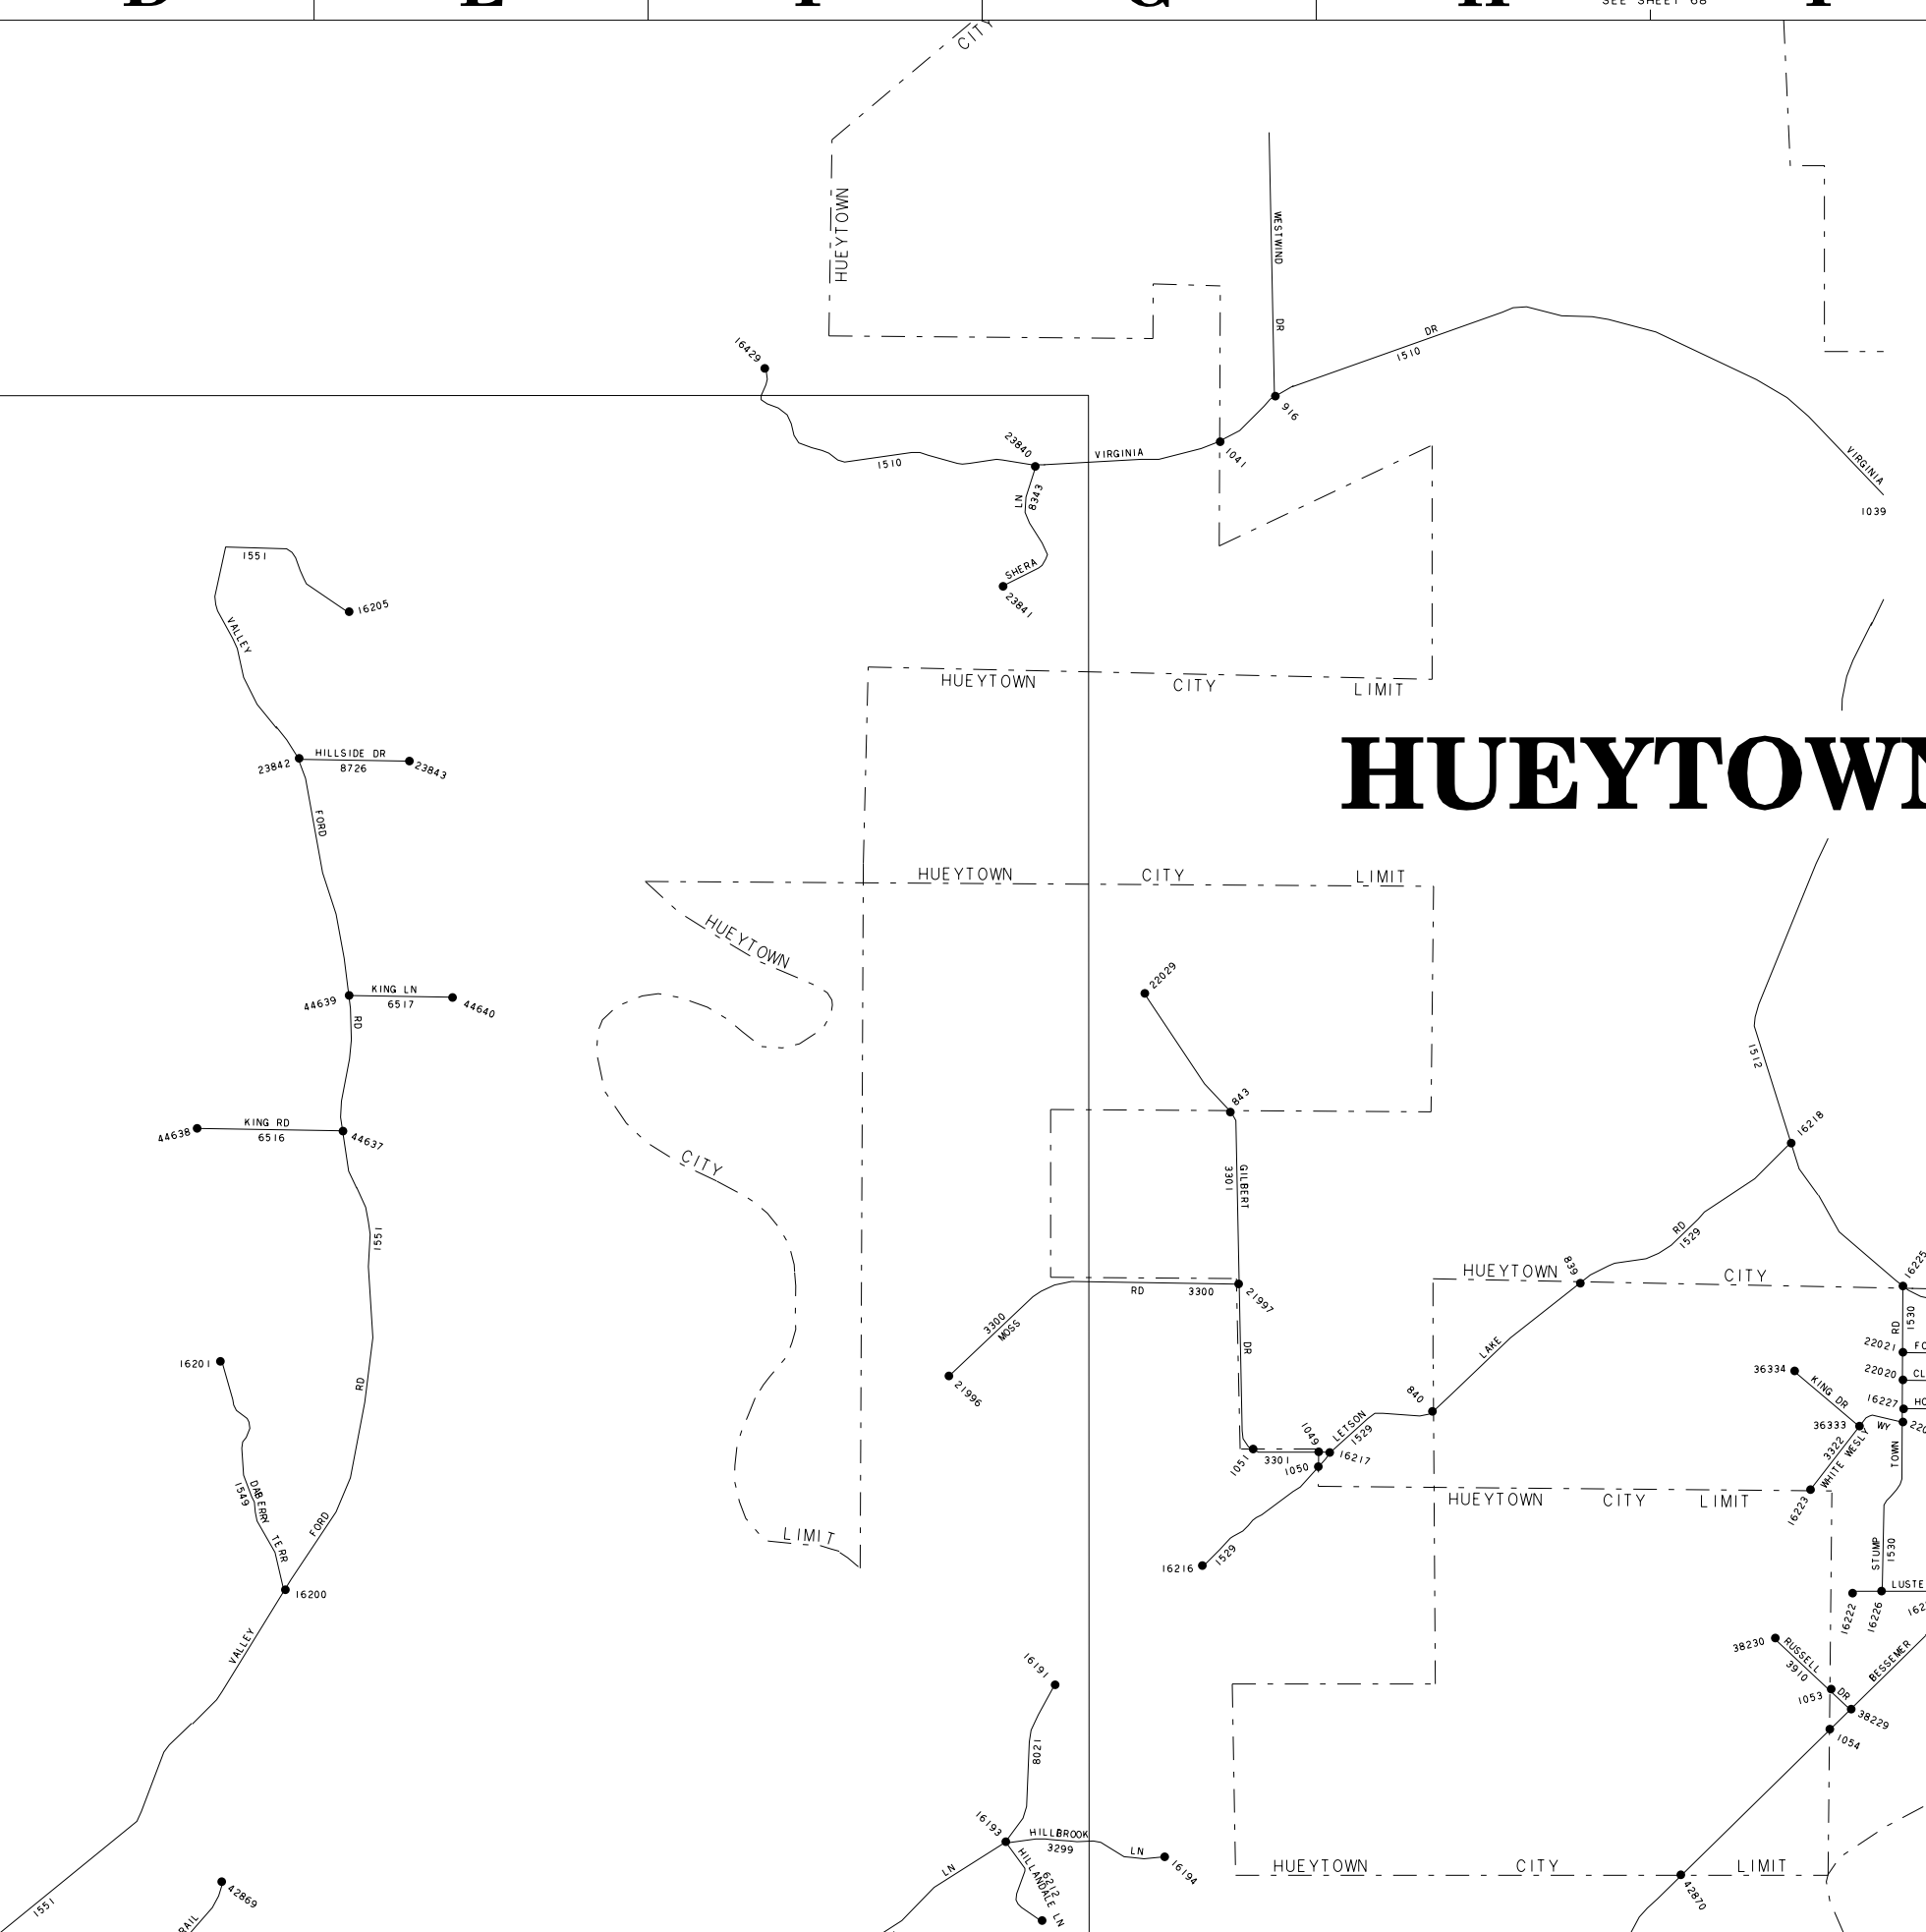 SEE SHEET 68
CITY
HUEYTOWN
WESTWIND DR
16429
DR
1510
916
23840
VIRGINIA
1041
1510
VIRGINIA
1039
LN
8343
SHERA
23841
1551
16205
VALLEY
HUEYTOWN CITY LIMIT
HUEYTOWN
23842
HILLSIDE DR
8726
23843
FORD
HUEYTOWN CITY LIMIT
HUEYTOWN
22029
44639
KING LN
6517
44640
RD
1512
843
16218
44638
KING RD
6516
44637
CITY
3301
GILBERT
1551
RD
1529
839
HUEYTOWN CITY
16225
RD
3300
21997
3300
MOSS
DR
RD
1530
LAKE
22021
22020
16201
36334
KING DR
21996
RD
840
16227
1049
LETSON
1529
36333
WY
1051
3301
1050
16217
3322
WHITE WESLY
TOWN
DABERRY TERR
1549
FORD
HUEYTOWN CITY LIMIT
16223
LIMIT
16216
1529
STUMP
1530
16200
LUSTE
16222
16226
VALLEY
38230
RUSSELL
3910
DR
BESSEMER
16191
1053
38229
1054
8021
16193
HILLBROOK
3299
LN
16194
LN
HILLANDALE LN
6212
HUEYTOWN CITY LIMIT
42870
42869
1551
RAIL